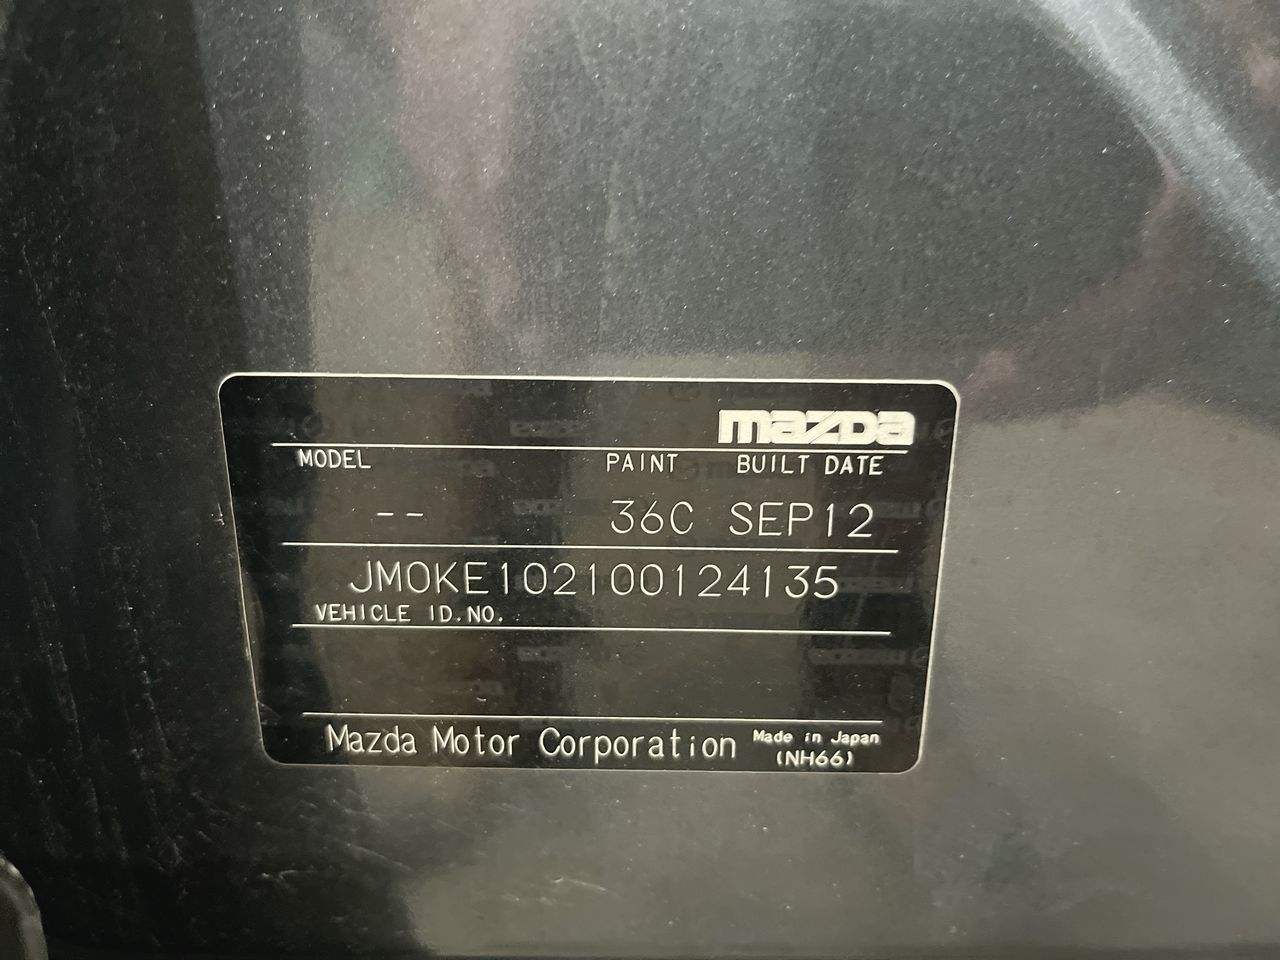 mazda
MODEL PAINT BUILT DATE
-- 36C SEP12
JM0KE102100124135
VEHICLE ID.NO.
Mazda Motor Corporation Made in Japan
(NH66)